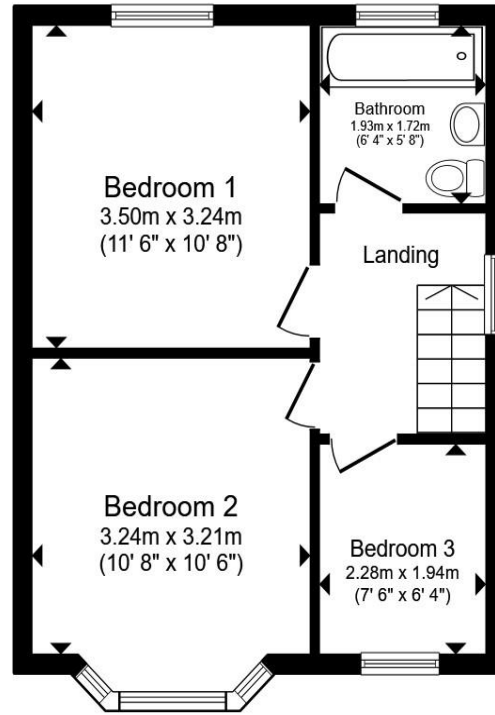 Bedroom 1
3.50m x 3.24m
(11' 6" x 10' 8")
Bathroom
1.93m x 1.72m
(6' 4" x 5' 8")
Landing
Bedroom 2
3.24m x 3.21m
(10' 8" x 10' 6")
Bedroom 3
2.28m x 1.94m
(7' 6" x 6' 4")